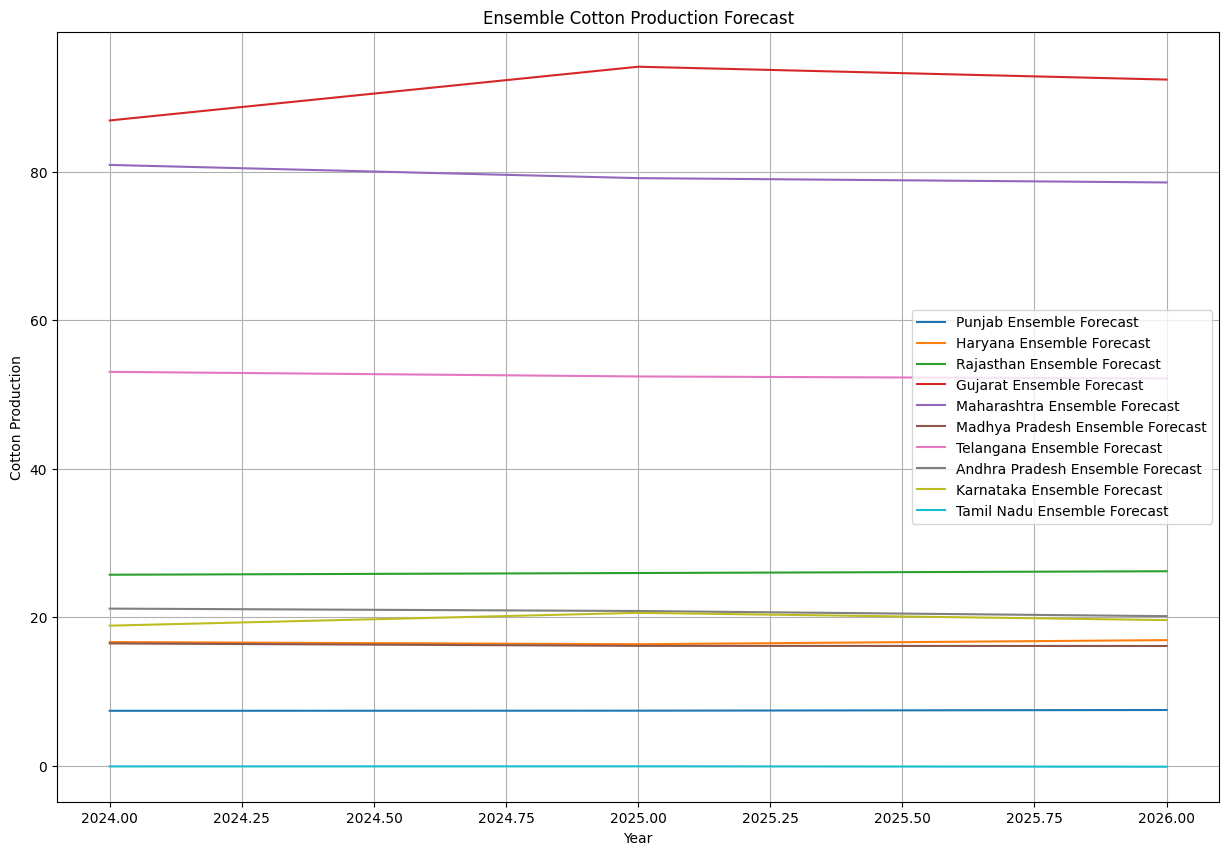 Ensemble Cotton Production Forecast
Cotton Production
80
60
40
20
0
Punjab Ensemble Forecast
Haryana Ensemble Forecast
Rajasthan Ensemble Forecast
Gujarat Ensemble Forecast
Maharashtra Ensemble Forecast
Madhya Pradesh Ensemble Forecast
Telangana Ensemble Forecast
Andhra Pradesh Ensemble Forecast
Karnataka Ensemble Forecast
Tamil Nadu Ensemble Forecast
2024.00 2024.25 2024.50 2024.75 2025.00 2025.25 2025.50 2025.75 2026.00
Year